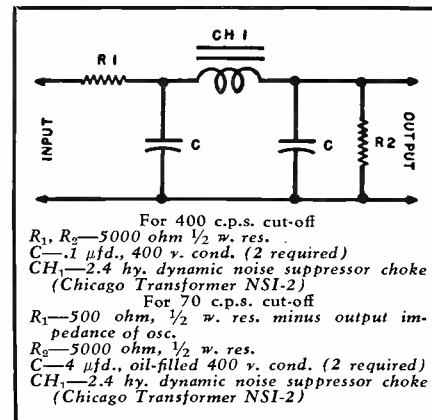 CH 1
R 1
INPUT
C
C
R2
OUTPUT
For 400 c.p.s. cut-off
R₁, R₂—5000 ohm ½ w. res.
C—.1 μfd., 400 v. cond. (2 required)
CH₁—2.4 hy. dynamic noise suppressor choke
(Chicago Transformer NSI-2)
For 70 c.p.s. cut-off
R₁—500 ohm, ½ w. res. minus output im-
pedance of osc.
R₂—5000 ohm, ½ w. res.
C—4 μfd., oil-filled 400 v. cond. (2 required)
CH₁—2.4 hy. dynamic noise suppressor choke
(Chicago Transformer NSI-2)